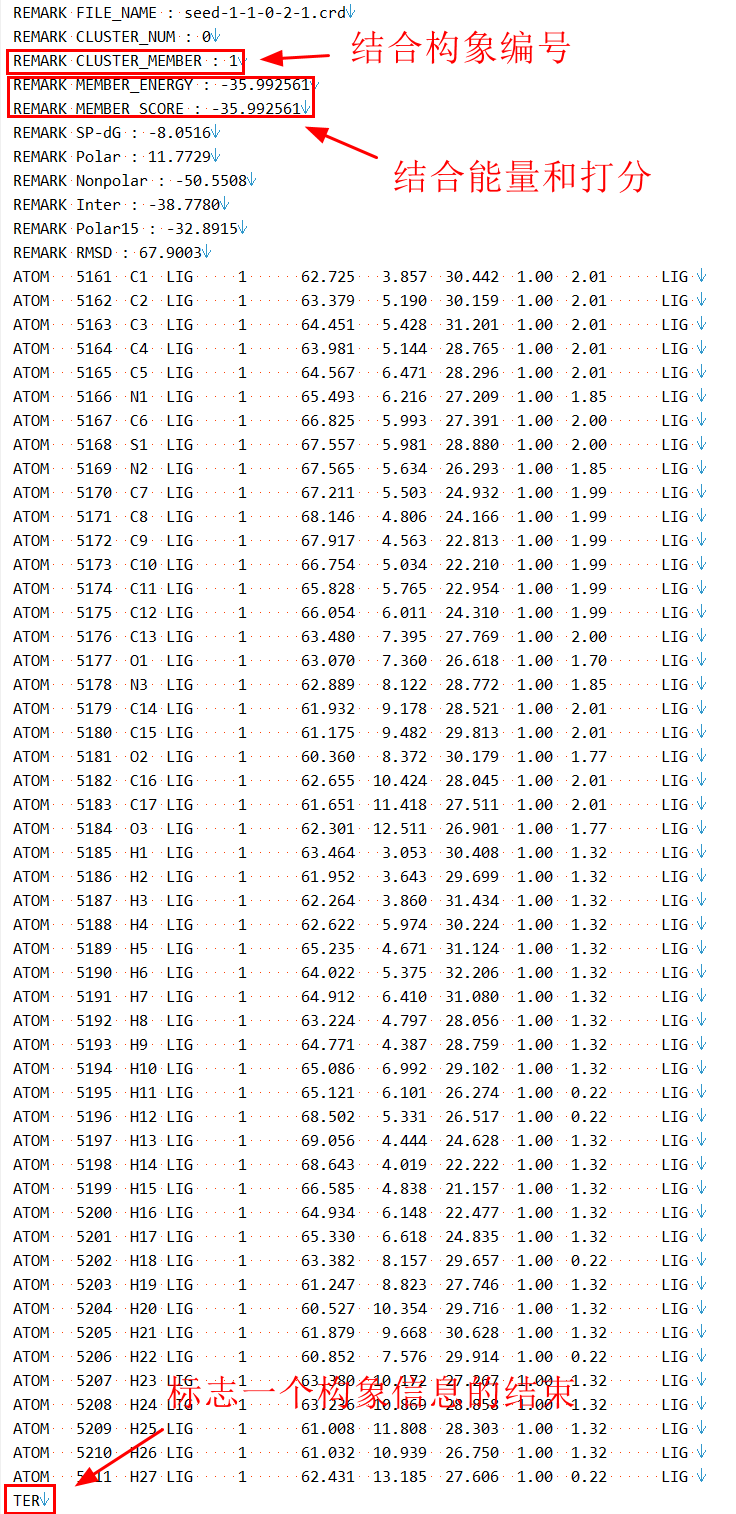 REMARK FILE_NAME : seed-1-1-0-2-1.crd
REMARK CLUSTER_NUM : 0
REMARK CLUSTER_MEMBER : 1
结合构象编号
REMARK MEMBER_ENERGY : -35.992561
REMARK MEMBER_SCORE : -35.992561
REMARK SP-dG : -8.0516
REMARK Polar : 11.7729
结合能量和打分
REMARK Nonpolar : -50.5508
REMARK Inter : -38.7780
REMARK Polar15 : -32.8915
REMARK RMSD : 67.9003
ATOM 5161 C1 LIG 1 62.725 3.857 30.442 1.00 2.01 LIG
ATOM 5162 C2 LIG 1 63.379 5.190 30.159 1.00 2.01 LIG
ATOM 5163 C3 LIG 1 64.451 5.428 31.201 1.00 2.01 LIG
ATOM 5164 C4 LIG 1 63.981 5.144 28.765 1.00 2.01 LIG
ATOM 5165 C5 LIG 1 64.567 6.471 28.296 1.00 2.01 LIG
ATOM 5166 N1 LIG 1 65.493 6.216 27.209 1.00 1.85 LIG
ATOM 5167 C6 LIG 1 66.825 5.993 27.391 1.00 2.00 LIG
ATOM 5168 S1 LIG 1 67.557 5.981 28.880 1.00 2.00 LIG
ATOM 5169 N2 LIG 1 67.565 5.634 26.293 1.00 1.85 LIG
ATOM 5170 C7 LIG 1 67.211 5.503 24.932 1.00 1.99 LIG
ATOM 5171 C8 LIG 1 68.146 4.806 24.166 1.00 1.99 LIG
ATOM 5172 C9 LIG 1 67.917 4.563 22.813 1.00 1.99 LIG
ATOM 5173 C10 LIG 1 66.754 5.034 22.210 1.00 1.99 LIG
ATOM 5174 C11 LIG 1 65.828 5.765 22.954 1.00 1.99 LIG
ATOM 5175 C12 LIG 1 66.054 6.011 24.310 1.00 1.99 LIG
ATOM 5176 C13 LIG 1 63.480 7.395 27.769 1.00 2.00 LIG
ATOM 5177 O1 LIG 1 63.070 7.360 26.618 1.00 1.70 LIG
ATOM 5178 N3 LIG 1 62.889 8.122 28.772 1.00 1.85 LIG
ATOM 5179 C14 LIG 1 61.932 9.178 28.521 1.00 2.01 LIG
ATOM 5180 C15 LIG 1 61.175 9.482 29.813 1.00 2.01 LIG
ATOM 5181 O2 LIG 1 60.360 8.372 30.179 1.00 1.77 LIG
ATOM 5182 C16 LIG 1 62.655 10.424 28.045 1.00 2.01 LIG
ATOM 5183 C17 LIG 1 61.651 11.418 27.511 1.00 2.01 LIG
ATOM 5184 O3 LIG 1 62.301 12.511 26.901 1.00 1.77 LIG
ATOM 5185 H1 LIG 1 63.464 3.053 30.408 1.00 1.32 LIG
ATOM 5186 H2 LIG 1 61.952 3.643 29.699 1.00 1.32 LIG
ATOM 5187 H3 LIG 1 62.264 3.860 31.434 1.00 1.32 LIG
ATOM 5188 H4 LIG 1 62.622 5.974 30.224 1.00 1.32 LIG
ATOM 5189 H5 LIG 1 65.235 4.671 31.124 1.00 1.32 LIG
ATOM 5190 H6 LIG 1 64.022 5.375 32.206 1.00 1.32 LIG
ATOM 5191 H7 LIG 1 64.912 6.410 31.080 1.00 1.32 LIG
ATOM 5192 H8 LIG 1 63.224 4.797 28.056 1.00 1.32 LIG
ATOM 5193 H9 LIG 1 64.771 4.387 28.759 1.00 1.32 LIG
ATOM 5194 H10 LIG 1 65.086 6.992 29.102 1.00 1.32 LIG
ATOM 5195 H11 LIG 1 65.121 6.101 26.274 1.00 0.22 LIG
ATOM 5196 H12 LIG 1 68.502 5.331 26.517 1.00 0.22 LIG
ATOM 5197 H13 LIG 1 69.056 4.444 24.628 1.00 1.32 LIG
ATOM 5198 H14 LIG 1 68.643 4.019 22.222 1.00 1.32 LIG
ATOM 5199 H15 LIG 1 66.585 4.838 21.157 1.00 1.32 LIG
ATOM 5200 H16 LIG 1 64.934 6.148 22.477 1.00 1.32 LIG
ATOM 5201 H17 LIG 1 65.330 6.618 24.835 1.00 1.32 LIG
ATOM 5202 H18 LIG 1 63.382 8.157 29.657 1.00 0.22 LIG
ATOM 5203 H19 LIG 1 61.247 8.823 27.746 1.00 1.32 LIG
ATOM 5204 H20 LIG 1 60.527 10.354 29.716 1.00 1.32 LIG
ATOM 5205 H21 LIG 1 61.879 9.668 30.628 1.00 1.32 LIG
ATOM 5206 H22 LIG 1 60.852 7.576 29.914 1.00 0.22 LIG
ATOM 5207 H23 LIG 1 63.380 10.172 27.267 1.00 1.32 LIG
标志一个构象信息的结束
ATOM 5208 H24 LIG 1 63.236 10.869 28.858 1.00 1.32 LIG
ATOM 5209 H25 LIG 1 61.008 11.808 28.303 1.00 1.32 LIG
ATOM 5210 H26 LIG 1 61.032 10.939 26.750 1.00 1.32 LIG
ATOM 5211 H27 LIG 1 62.431 13.185 27.606 1.00 0.22 LIG
TER